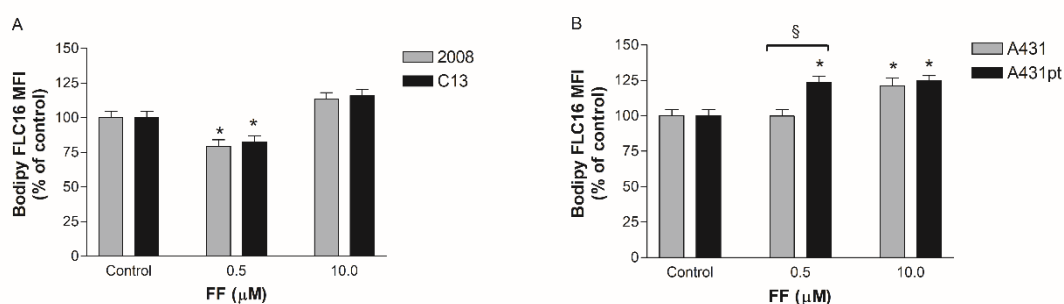 A
Bodipy FLC16 MFI
(% of control)
150
125
100
75
50
25
0
* *
Control 0.5 10.0
FF (µM)
2008
C13
B
Bodipy FLC16 MFI
(% of control)
150
125
100
75
50
25
0
§
* * *
Control 0.5 10.0
FF (µM)
A431
A431pt